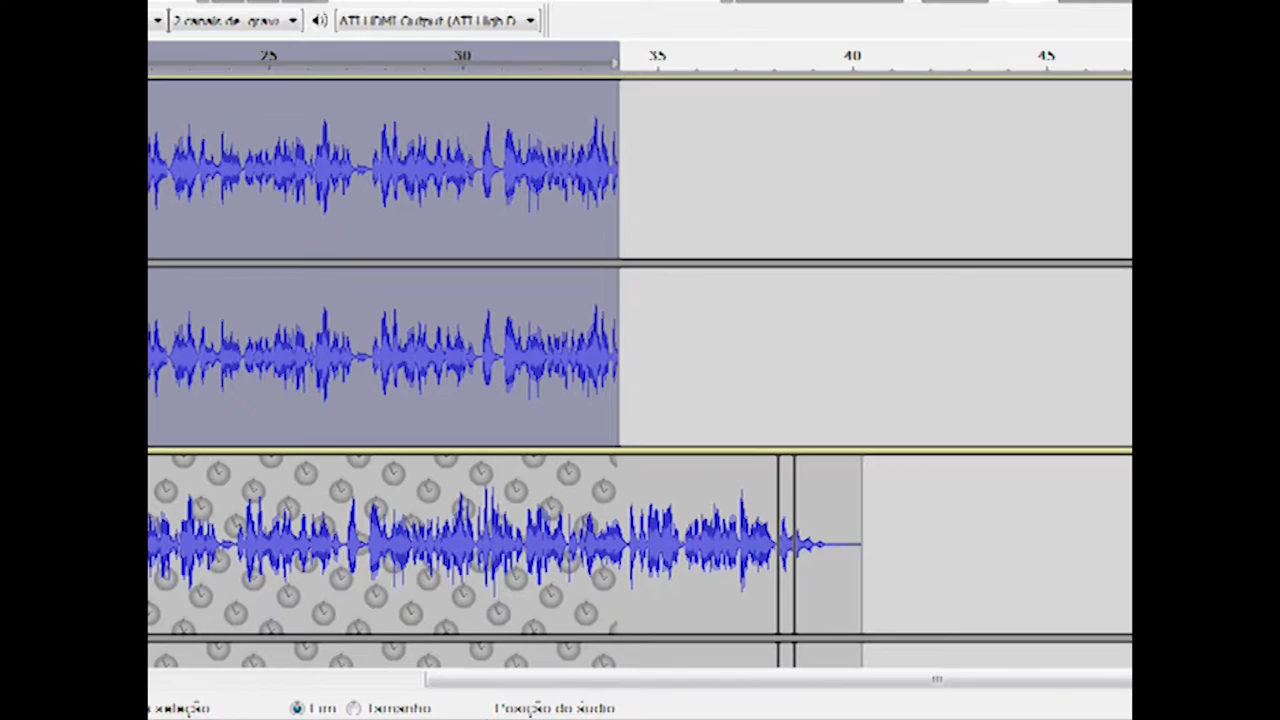 2 canais de grava ATI HDMI Output (ATI High D
25 30 35 40 45
a seleção Fim Tamanho Posição do áudio